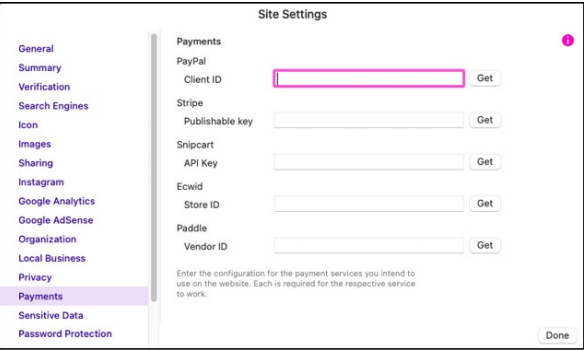 Site Settings
General
Summary
Verification
Search Engines
Icon
Images
Sharing
Instagram
Google Analytics
Google AdSense
Organization
Local Business
Privacy
Payments
Sensitive Data
Password Protection
Payments
PayPal
Client ID
Get
Stripe
Publishable key
Get
Snipcart
API Key
Get
Ecwid
Store ID
Get
Paddle
Vendor ID
Get
Enter the configuration for the payment services you intend to
use on the website. Each is required for the respective service
to work.
Done